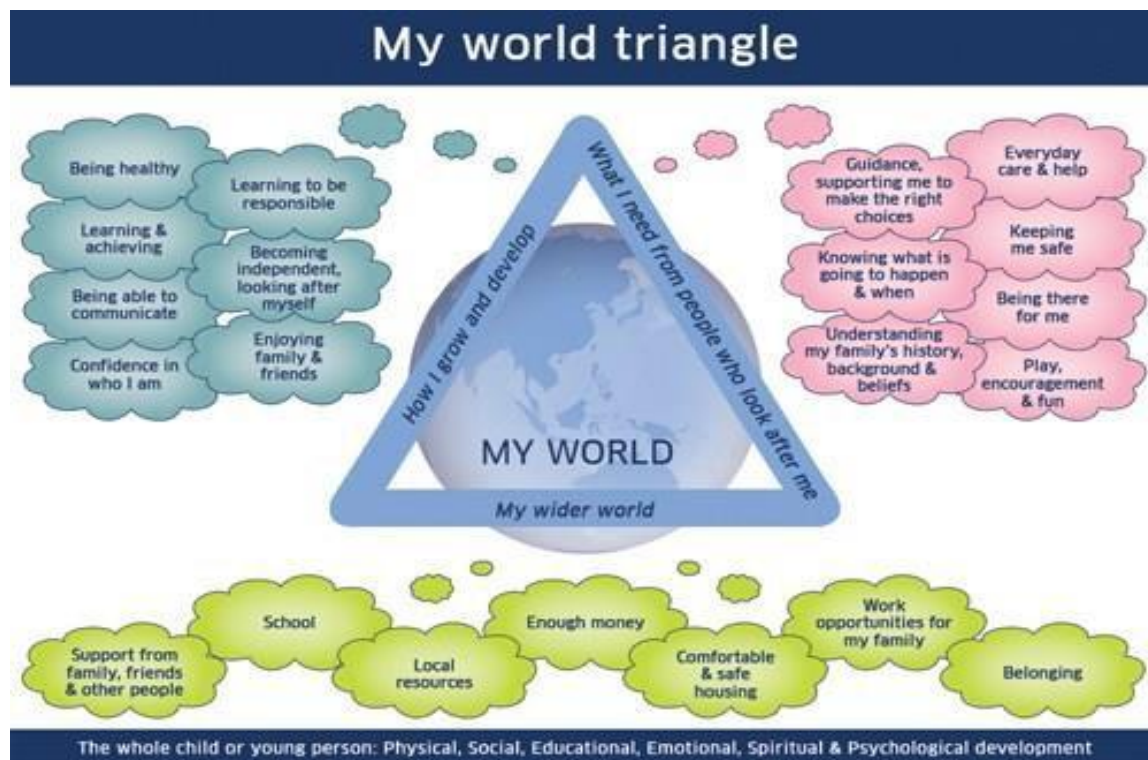 My world triangle
Being healthy
Learning to be
responsible
Learning &
achieving
Becoming
independent,
looking after
myself
Being able to
communicate
Enjoying
family &
friends
Confidence in
who I am
How I grow and develop
What I need from people who look after me
MY WORLD
My wider world
Guidance,
supporting me to
make the right
choices
Everyday
care & help
Knowing what is
going to happen
& when
Keeping
me safe
Being there
for me
Understanding
my family's history,
background &
beliefs
Play,
encouragement
& fun
Support from
family, friends
& other people
School
Local
resources
Enough money
Comfortable
& safe
housing
Work
opportunities for
my family
Belonging
The whole child or young person: Physical, Social, Educational, Emotional, Spiritual & Psychological development